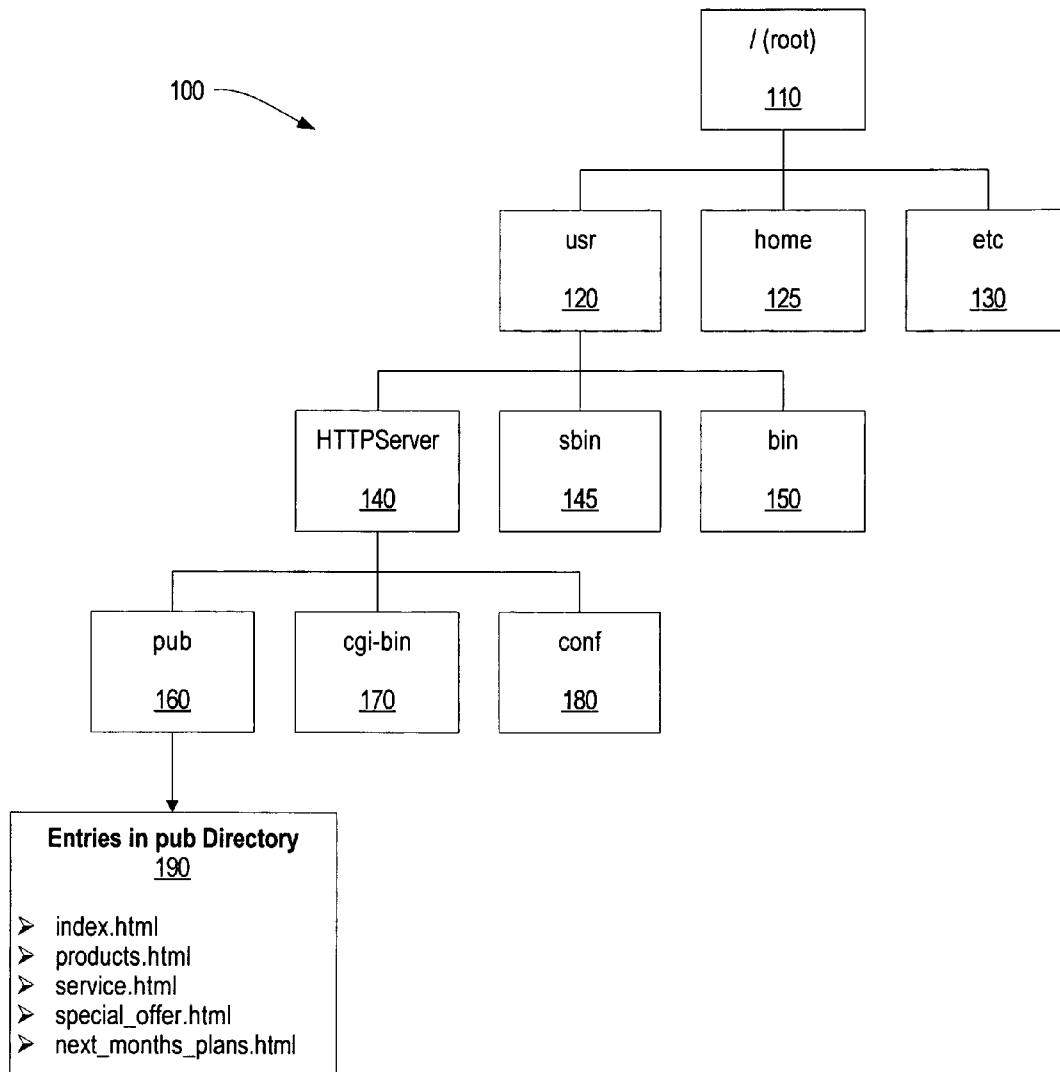 / (root)
110
100
usr
120
home
125
etc
130
HTTPServer
140
sbin
145
bin
150
pub
160
cgi-bin
170
conf
180
Entries in pub Directory
190
➢ index.html
➢ products.html
➢ service.html
➢ special_offer.html
➢ next_months_plans.html